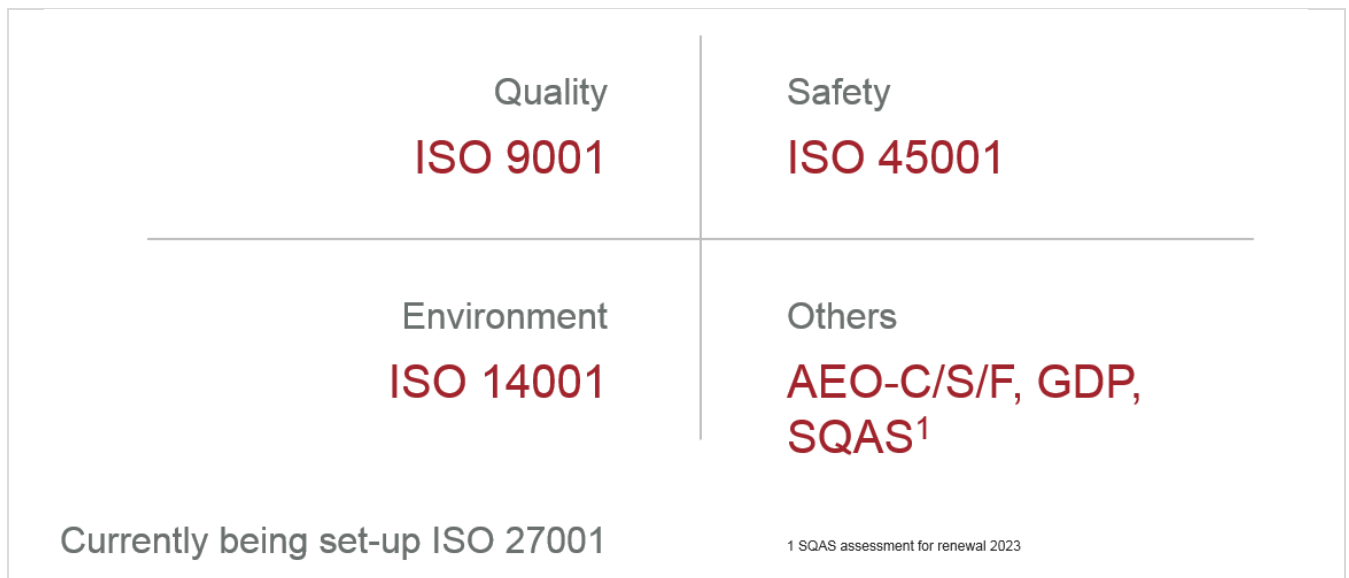 Quality
ISO 9001
Safety
ISO 45001
Environment
ISO 14001
Others
AEO-C/S/F, GDP,
SQAS¹
Currently being set-up ISO 27001
1 SQAS assessment for renewal 2023